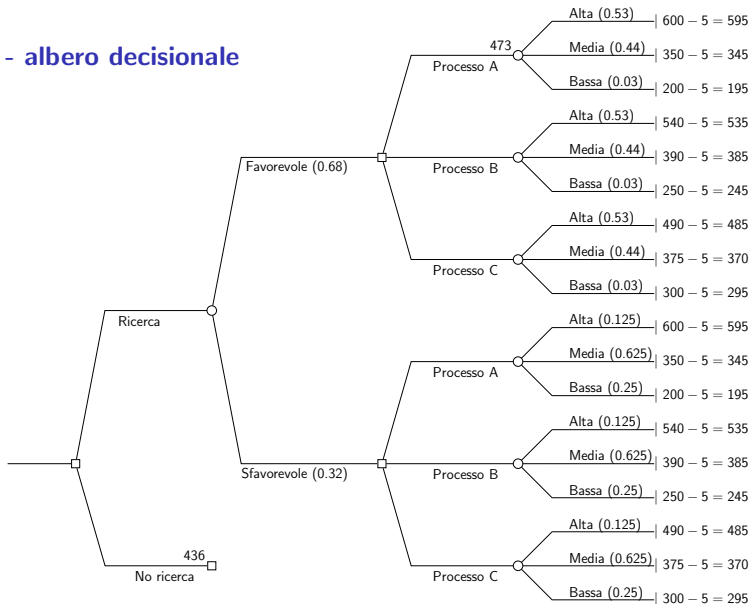 Alta (0.53) | 600 − 5 = 595
- albero decisionale
473 Media (0.44) | 350 − 5 = 345
Processo A
Bassa (0.03) | 200 − 5 = 195
Alta (0.53) | 540 − 5 = 535
Favorevole (0.68)
Media (0.44) | 390 − 5 = 385
Processo B
Bassa (0.03) | 250 − 5 = 245
Alta (0.53) | 490 − 5 = 485
Media (0.44) | 375 − 5 = 370
Processo C
Bassa (0.03) | 300 − 5 = 295
Ricerca
Alta (0.125) | 600 − 5 = 595
Media (0.625) | 350 − 5 = 345
Processo A
Bassa (0.25) | 200 − 5 = 195
Alta (0.125) | 540 − 5 = 535
Sfavorevole (0.32)
Media (0.625) | 390 − 5 = 385
Processo B
Bassa (0.25) | 250 − 5 = 245
Alta (0.125) | 490 − 5 = 485
436
No ricerca
Media (0.625) | 375 − 5 = 370
Processo C
Bassa (0.25) | 300 − 5 = 295